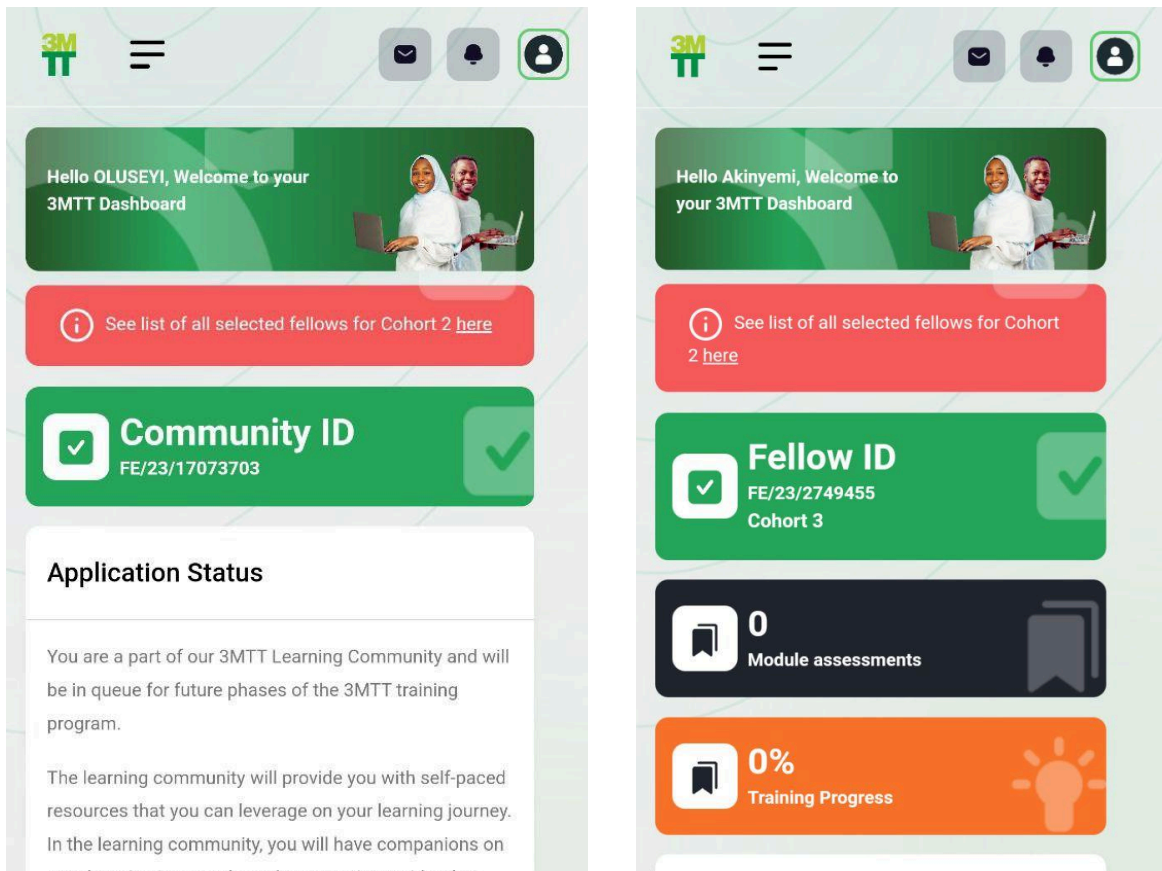 3M
TT
Hello OLUSEYI, Welcome to your
3MTT Dashboard
See list of all selected fellows for Cohort 2 here
Community ID
FE/23/17073703
Application Status
You are a part of our 3MTT Learning Community and will
be in queue for future phases of the 3MTT training
program.
The learning community will provide you with self-paced
resources that you can leverage on your learning journey.
In the learning community, you will have companions on
3M
TT
Hello Akinyemi, Welcome to
your 3MTT Dashboard
See list of all selected fellows for Cohort
2 here
Fellow ID
FE/23/2749455
Cohort 3
0
Module assessments
0%
Training Progress